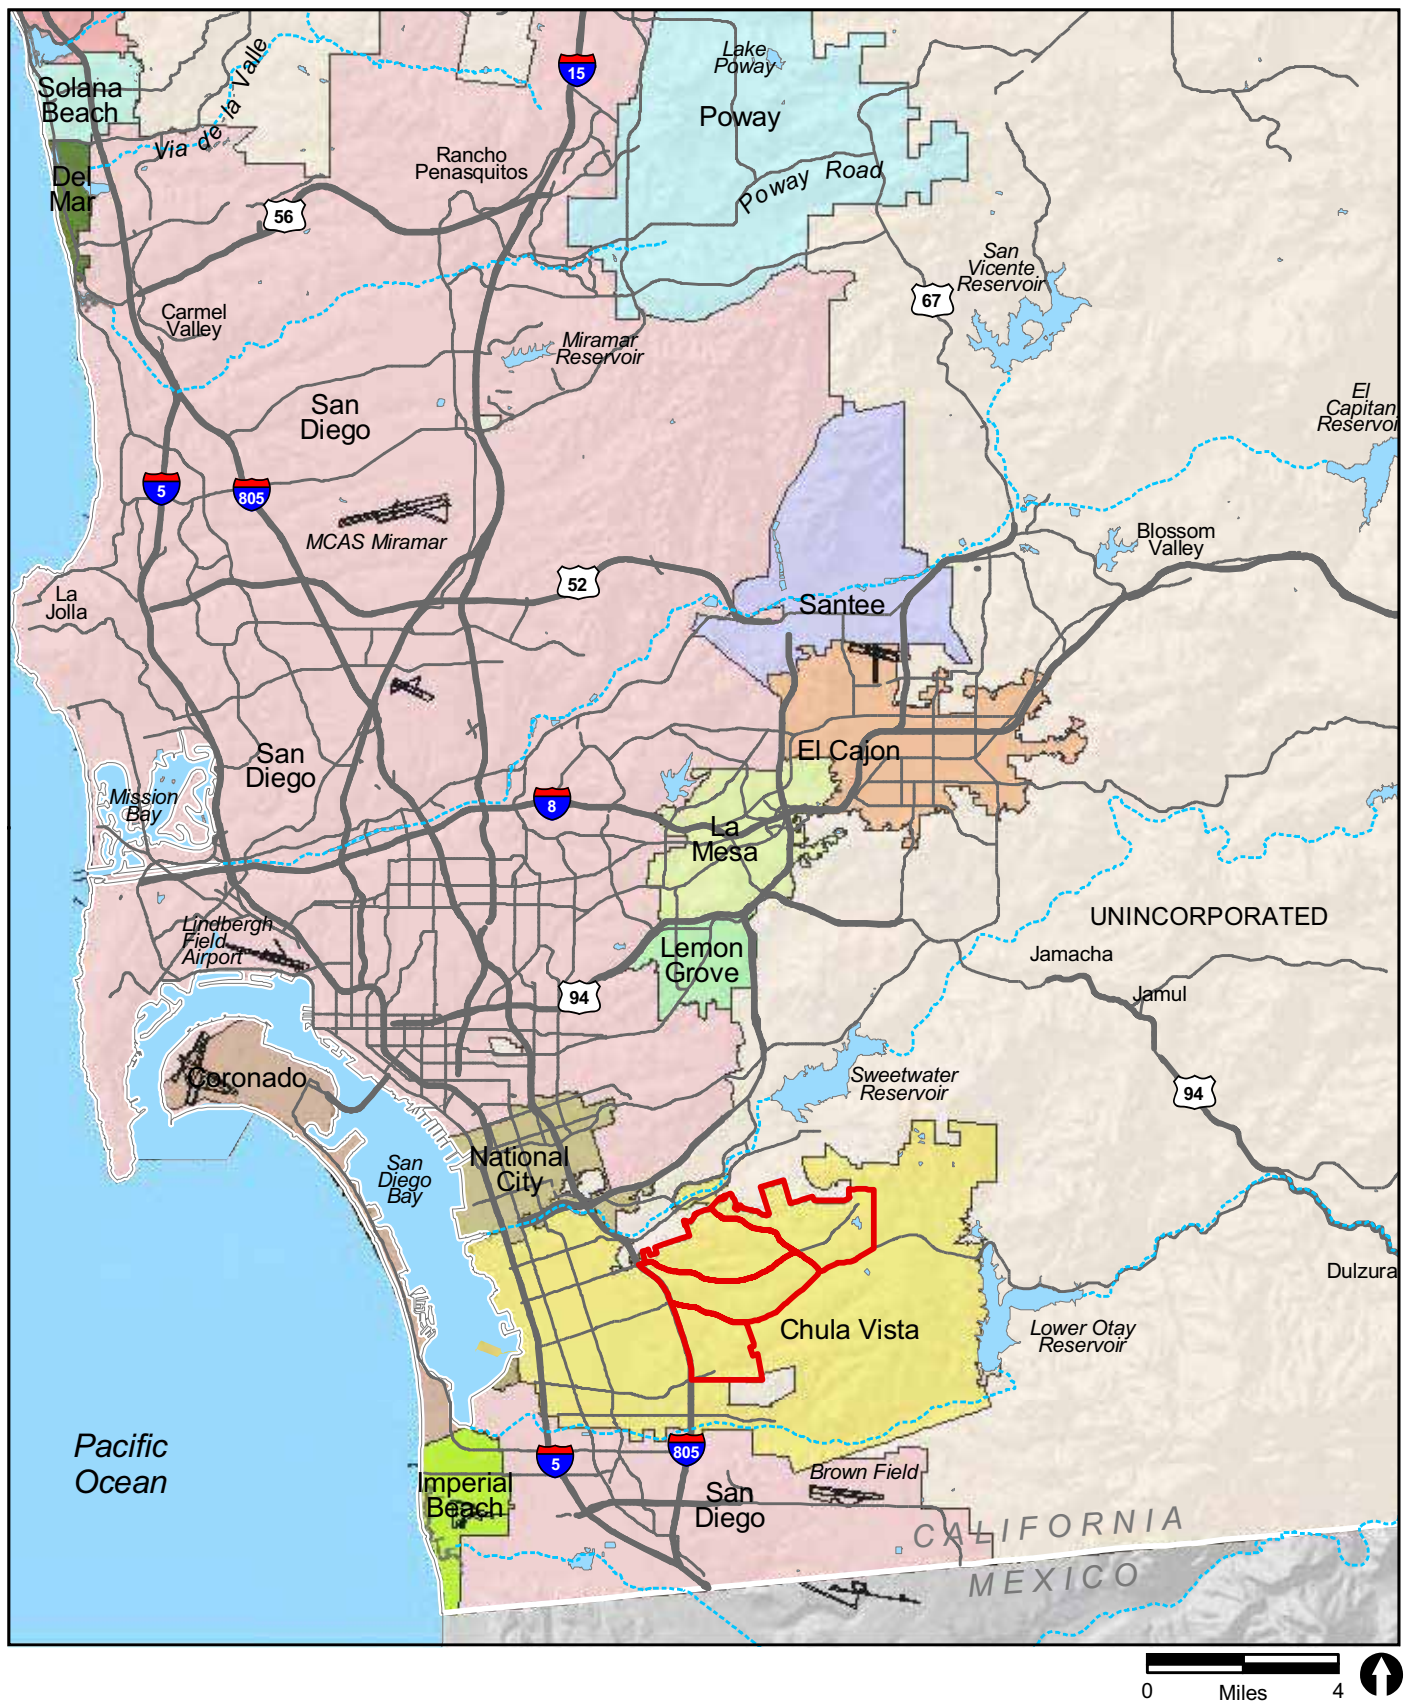 Solana
Beach
Via de la Valle
15
Lake
Poway
Poway
Del
Mar
Rancho
Penasquitos
Poway Road
56
San
Vicente
Reservoir
67
Carmel
Valley
Miramar
Reservoir
San
Diego
El
Capitan
Reservoi
5
805
MCAS Miramar
Blossom
Valley
52
La
Jolla
Santee
San
Diego
El Cajon
Mission
Bay
8
La
Mesa
UNINCORPORATED
Lindbergh
Field
Airport
Lemon
Grove
Jamacha
94
Jamul
Coronado
Sweetwater
Reservoir
94
San
Diego
Bay
National
City
Dulzura
Chula Vista
Lower Otay
Reservoir
Pacific
Ocean
5
805
Imperial
Beach
San
Diego
Brown Field
CALIFORNIA
MEXICO
0 Miles 4